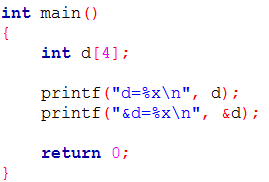 int main()
{
    int d[4];
    printf("d=%x\n", d);
    printf("&d=%x\n", &d);
    return 0;
}